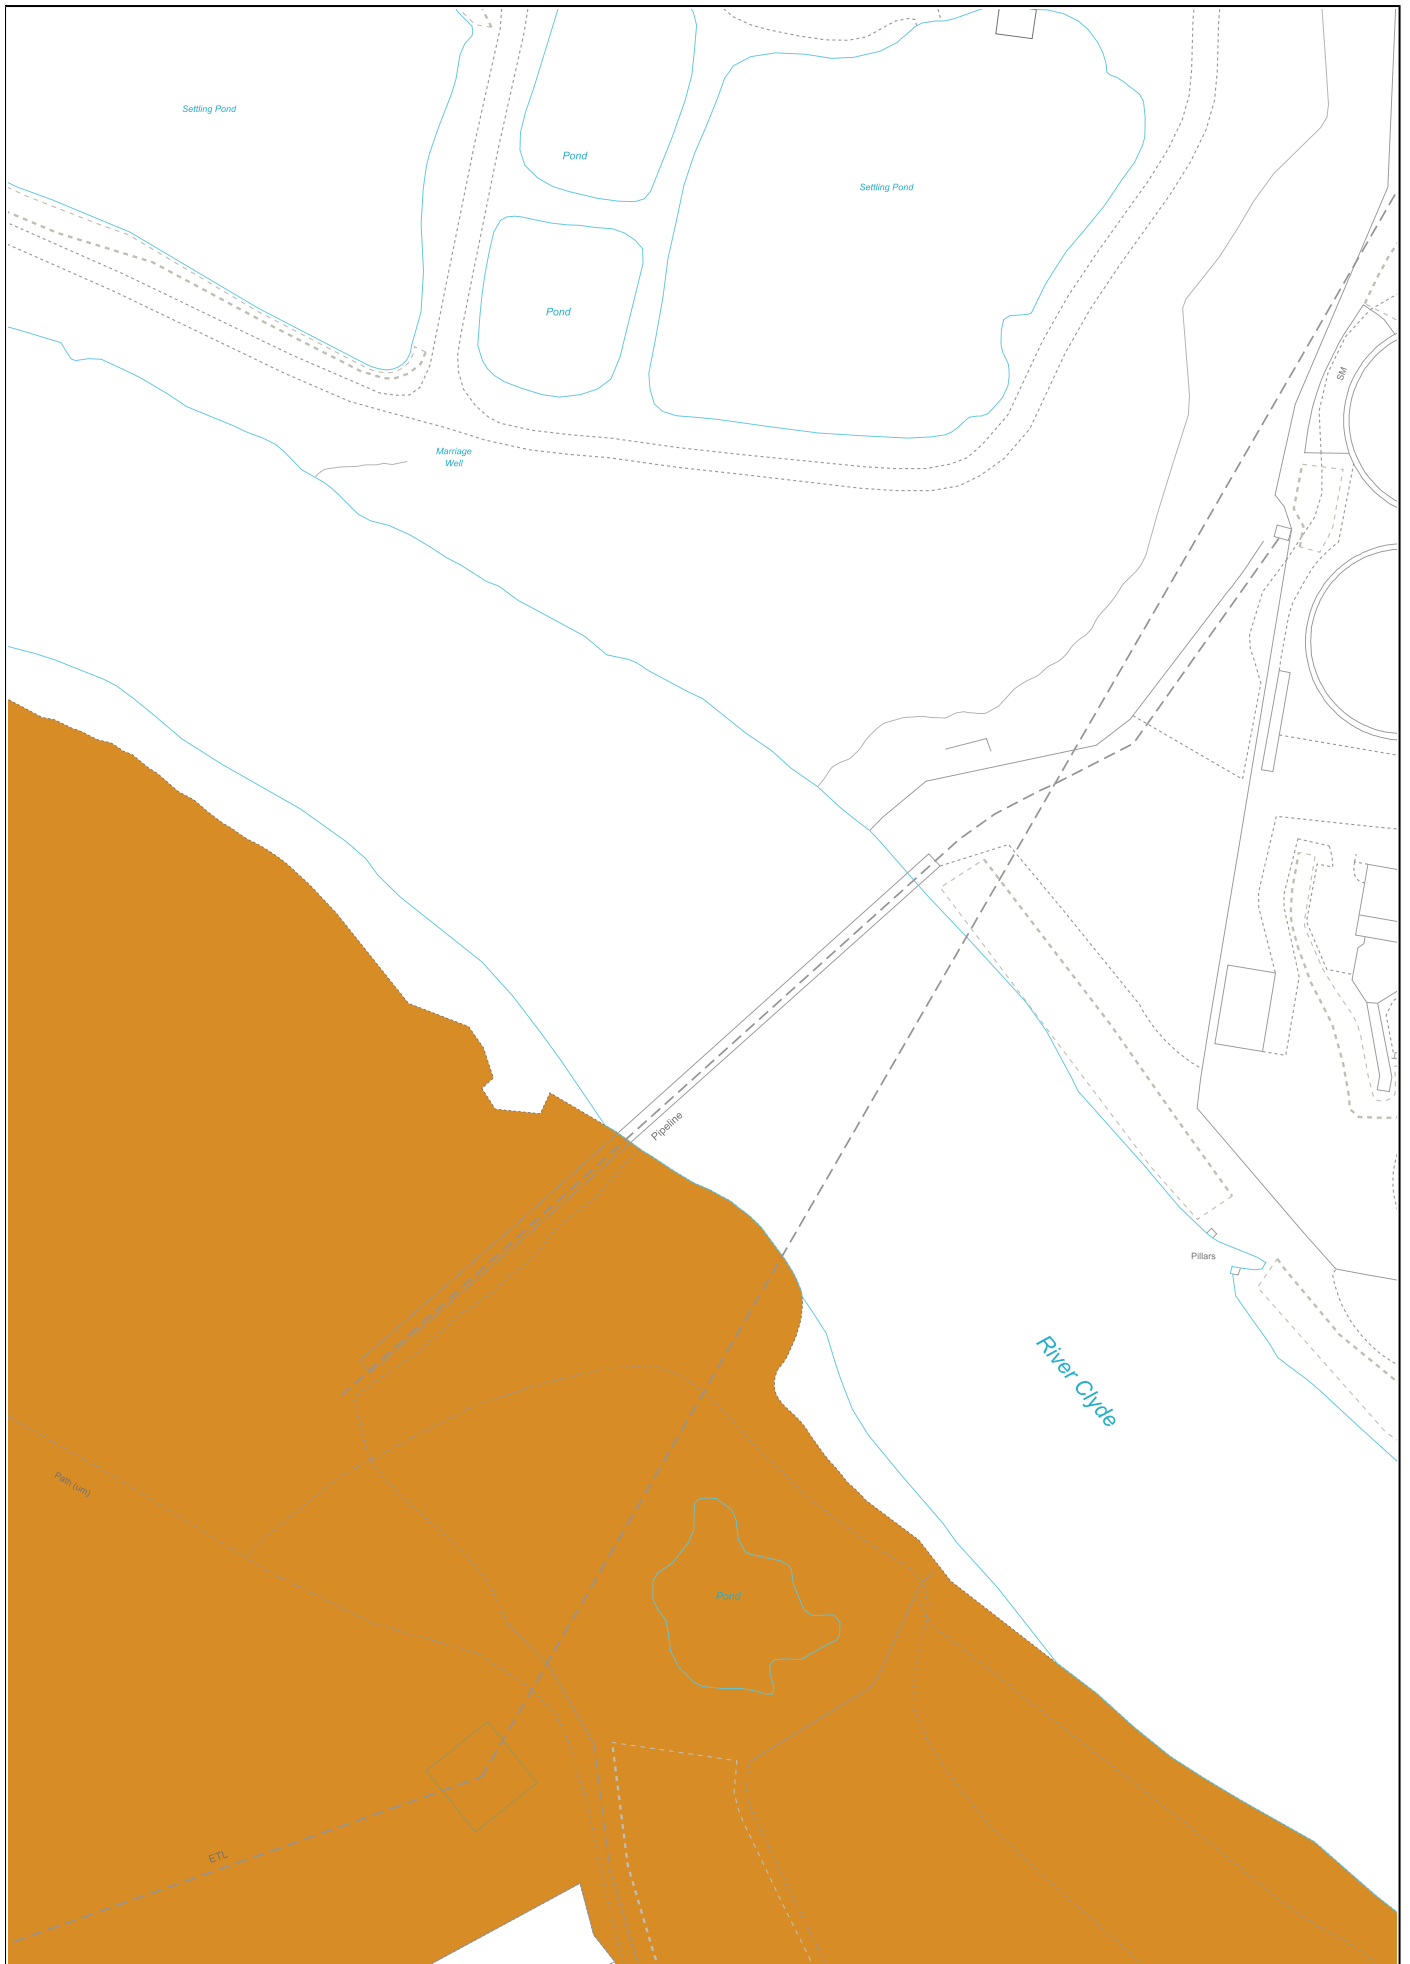 Settling Pond
Pond
Settling Pond
Pond
SM
Marriage
Well
Pipeline
Pillars
River Clyde
Path (um)
Pond
ETL